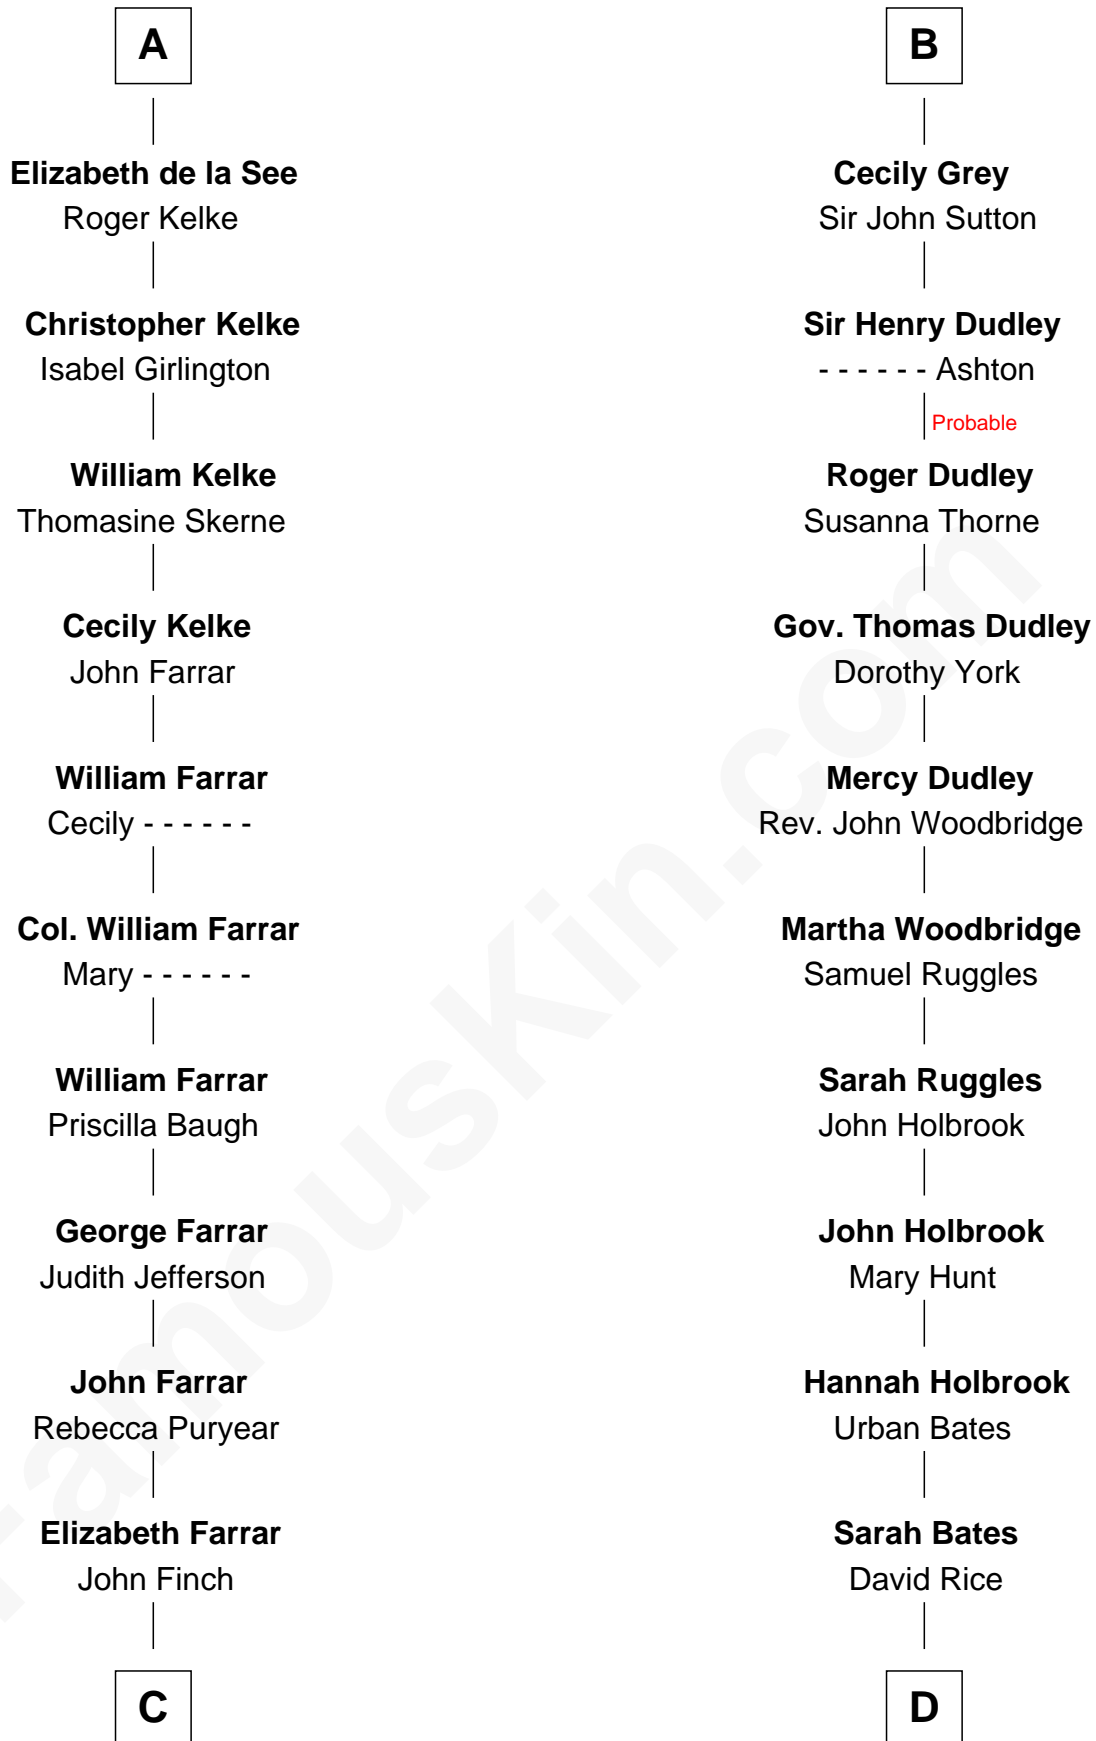 A
Elizabeth de la See
Roger Kelke
Christopher Kelke
Isabel Girlington
William Kelke
Thomasine Skerne
Cecily Kelke
John Farrar
William Farrar
Cecily - - - - - -
Col. William Farrar
Mary - - - - - -
William Farrar
Priscilla Baugh
George Farrar
Judith Jefferson
John Farrar
Rebecca Puryear
Elizabeth Farrar
John Finch
C
B
Cecily Grey
Sir John Sutton
Sir Henry Dudley
- - - - - - Ashton
Probable
Roger Dudley
Susanna Thorne
Gov. Thomas Dudley
Dorothy York
Mercy Dudley
Rev. John Woodbridge
Martha Woodbridge
Samuel Ruggles
Sarah Ruggles
John Holbrook
John Holbrook
Mary Hunt
Hannah Holbrook
Urban Bates
Sarah Bates
David Rice
D
FamousKin.com